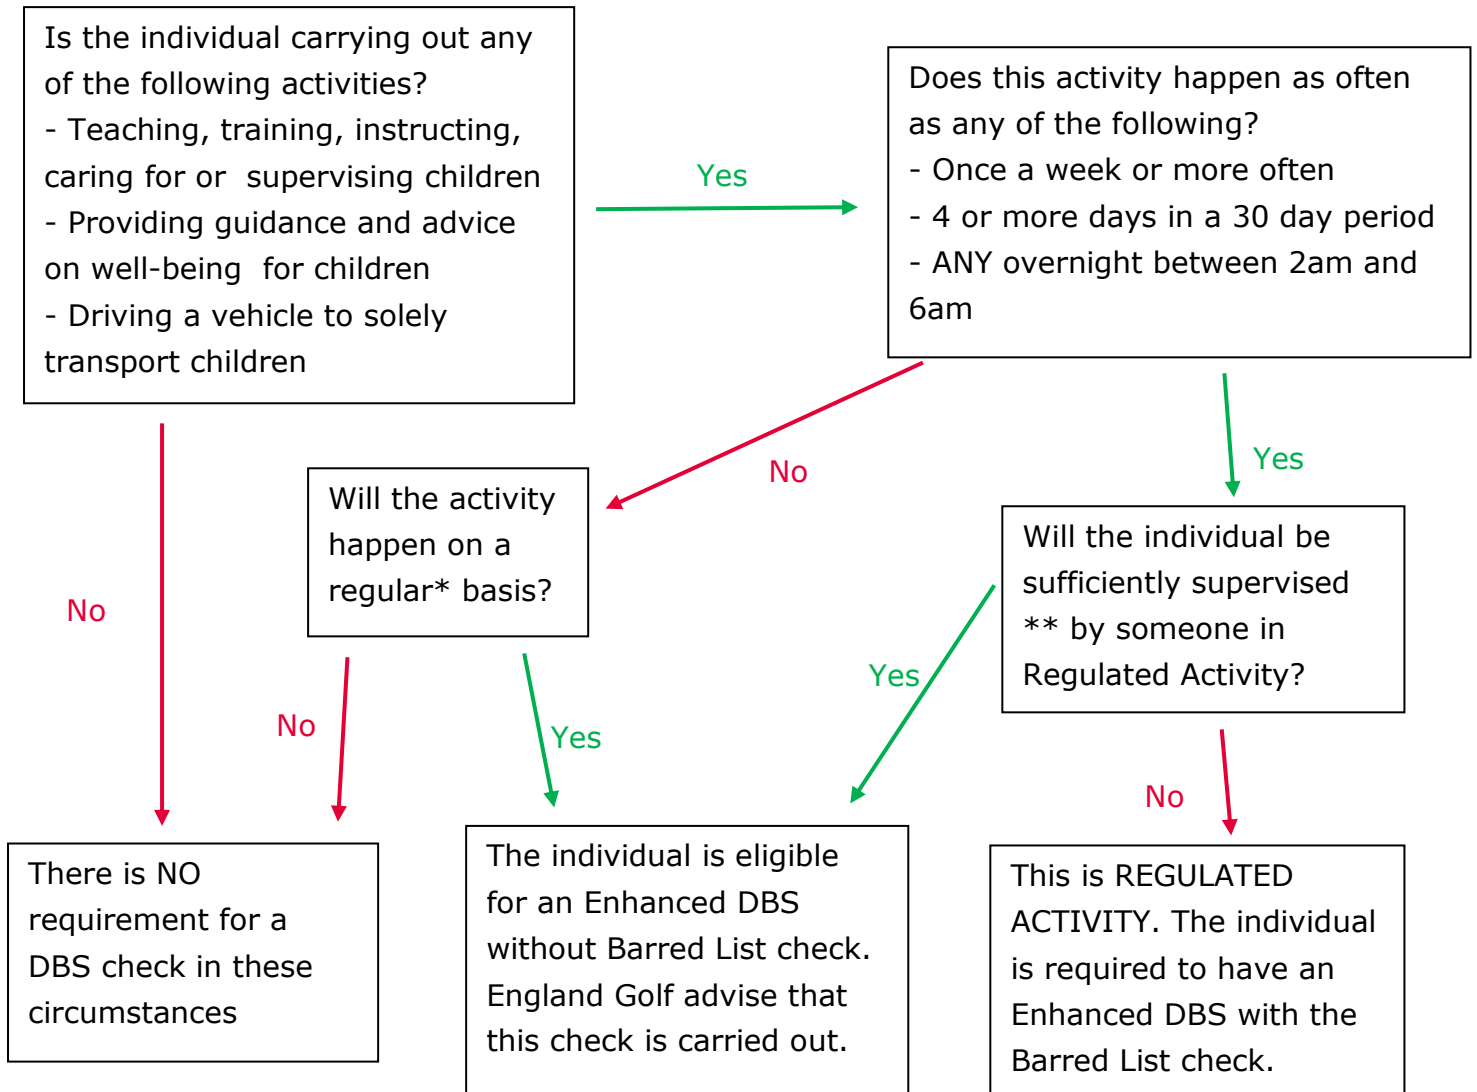 Is the individual carrying out any
of the following activities?
- Teaching, training, instructing,
caring for or  supervising children
- Providing guidance and advice
on well-being  for children
- Driving a vehicle to solely
transport children
Yes
Does this activity happen as often
as any of the following?
- Once a week or more often
- 4 or more days in a 30 day period
- ANY overnight between 2am and
6am
No
No
Yes
Will the activity
happen on a
regular* basis?
Will the individual be
sufficiently supervised
** by someone in
Regulated Activity?
No
Yes
Yes
No
There is NO
requirement for a
DBS check in these
circumstances
The individual is eligible
for an Enhanced DBS
without Barred List check.
England Golf advise that
this check is carried out.
This is REGULATED
ACTIVITY. The individual
is required to have an
Enhanced DBS with the
Barred List check.